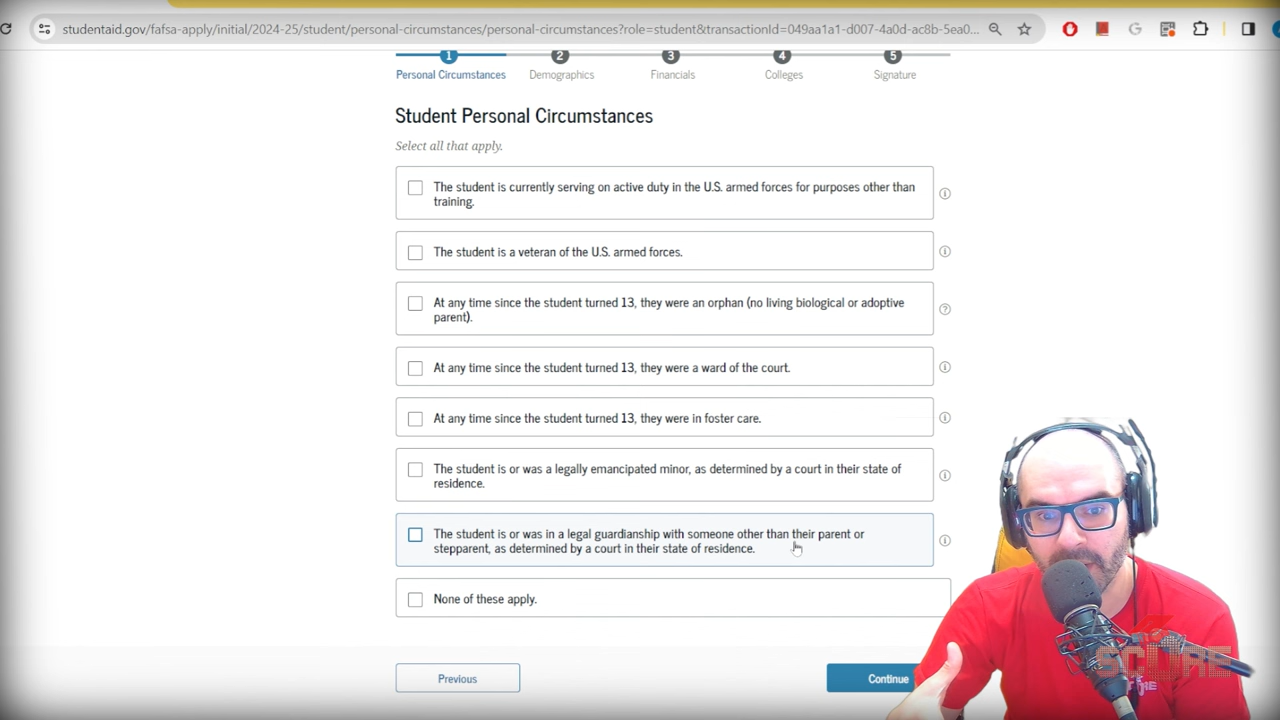 studentaid.gov/fafsa-apply/initial/2024-25/student/personal-circumstances/personal-circumstances?role=student&transactionId=049aa1a1-d007-4a0d-ac8b-5ea0...
1 2 3 4 5
Personal Circumstances Demographics Financials Colleges Signature
Student Personal Circumstances
Select all that apply.
The student is currently serving on active duty in the U.S. armed forces for purposes other than
training.
The student is a veteran of the U.S. armed forces.
At any time since the student turned 13, they were an orphan (no living biological or adoptive
parent).
At any time since the student turned 13, they were a ward of the court.
At any time since the student turned 13, they were in foster care.
The student is or was a legally emancipated minor, as determined by a court in their state of
residence.
The student is or was in a legal guardianship with someone other than their parent or
stepparent, as determined by a court in their state of residence.
None of these apply.
Previous Continue